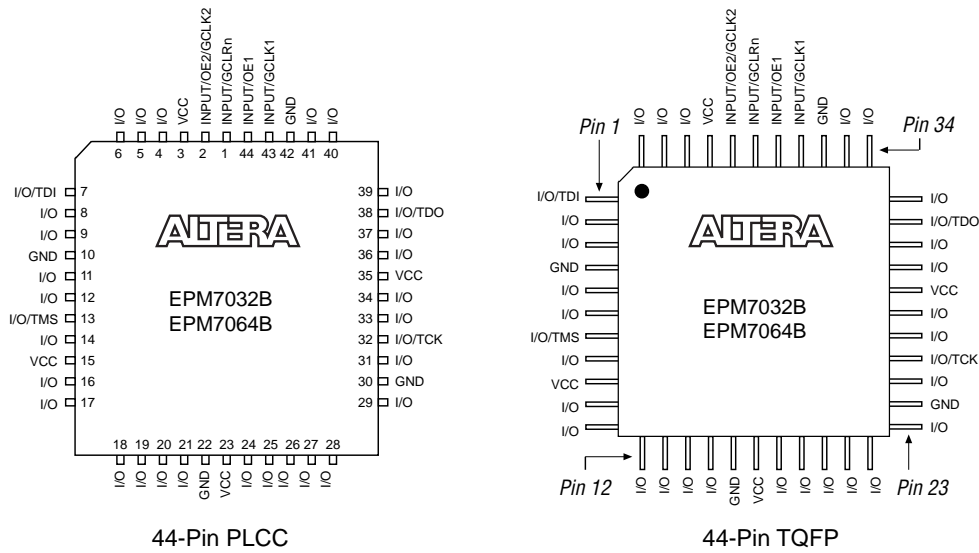 I/O I/O I/O VCC INPUT/OE2/GCLK2 INPUT/GCLRn INPUT/OE1 INPUT/GCLK1 GND I/O I/O
6 5 4 3 2 1 44 43 42 41 40
I/O/TDI 7
I/O 8
I/O 9
GND 10
I/O 11
I/O 12
I/O/TMS 13
I/O 14
VCC 15
I/O 16
I/O 17
ALTERA
EPM7032B
EPM7064B
39 I/O
38 I/O/TDO
37 I/O
36 I/O
35 VCC
34 I/O
33 I/O
32 I/O/TCK
31 I/O
30 GND
29 I/O
18 19 20 21 22 23 24 25 26 27 28
I/O I/O I/O I/O GND VCC I/O I/O I/O I/O I/O
44-Pin PLCC
I/O I/O I/O VCC INPUT/OE2/GCLK2 INPUT/GCLRn INPUT/OE1 INPUT/GCLK1 GND I/O I/O
Pin 1
Pin 34
I/O/TDI
I/O
I/O
GND
I/O
I/O
I/O/TMS
I/O
VCC
I/O
I/O
ALTERA
EPM7032B
EPM7064B
I/O
I/O/TDO
I/O
I/O
VCC
I/O
I/O
I/O/TCK
I/O
GND
I/O
Pin 12
Pin 23
I/O I/O I/O I/O GND VCC I/O I/O I/O I/O I/O
44-Pin TQFP